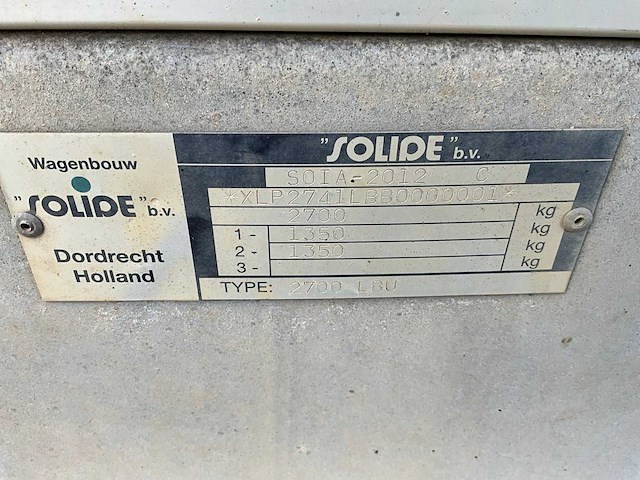 Wagenbouw
"SOLIDE" b.v.
Dordrecht
Holland
"SOLIDE" b.v.
SOIA-2012 C
*XLP2741LBB0000001*
2700 kg
1 - 1350 kg
2 - 1350 kg
3 - kg
TYPE: 2700 LBU